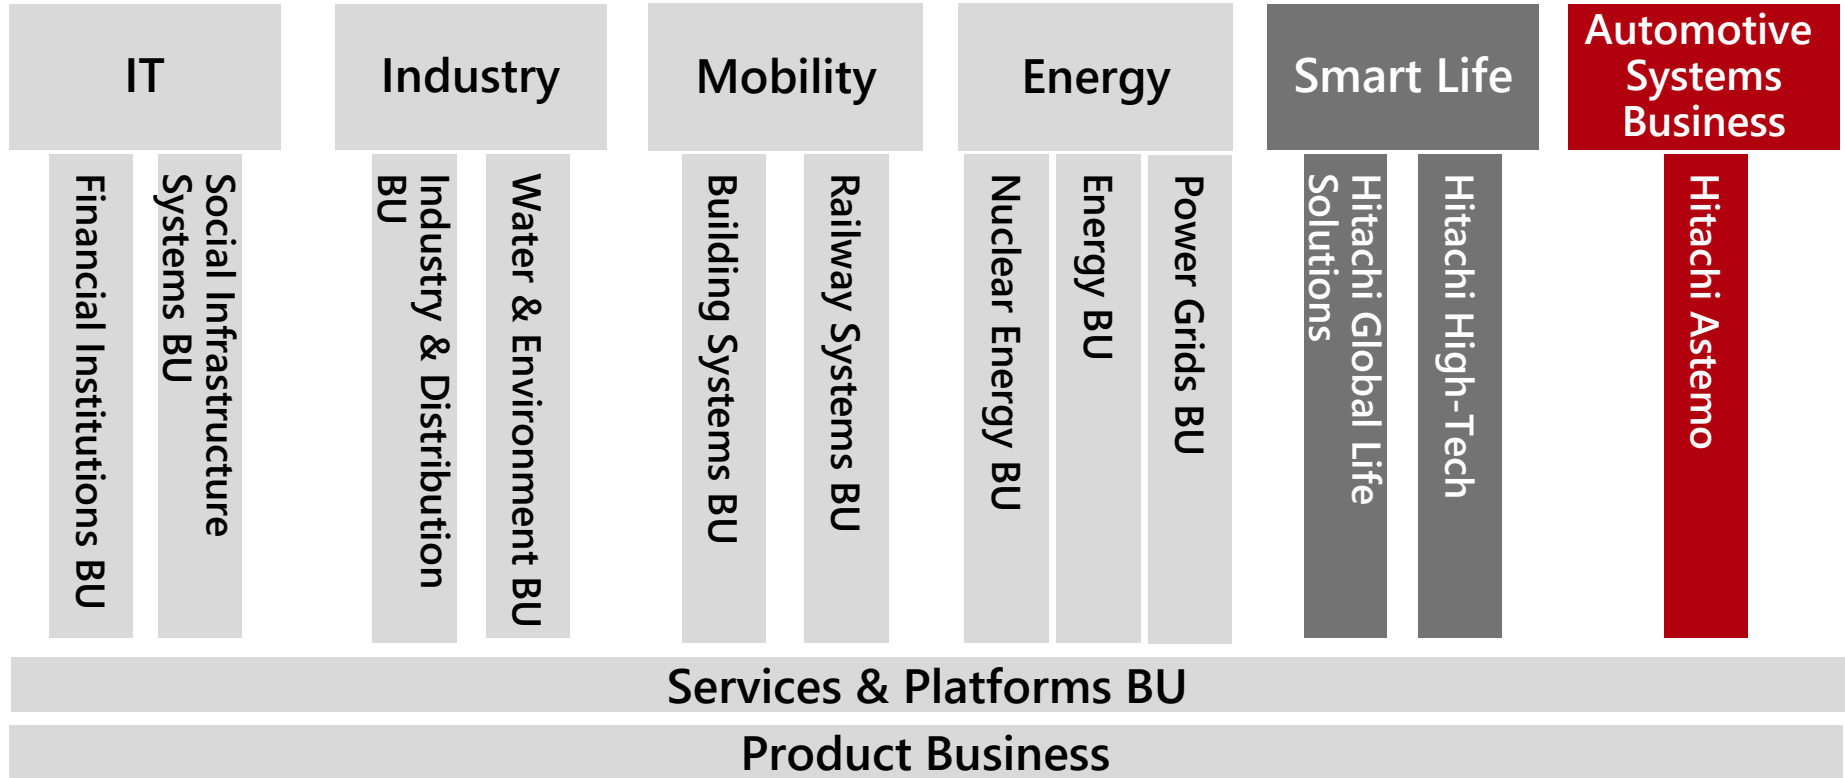 IT
Industry
Mobility
Energy
Smart Life
Automotive
Systems
Business
Financial Institutions BU
Social Infrastructure
Systems BU
Industry & Distribution
BU
Water & Environment BU
Building Systems BU
Railway Systems BU
Nuclear Energy BU
Energy BU
Power Grids BU
Hitachi Global Life
Solutions
Hitachi High-Tech
Hitachi Astemo
Services & Platforms BU
Product Business